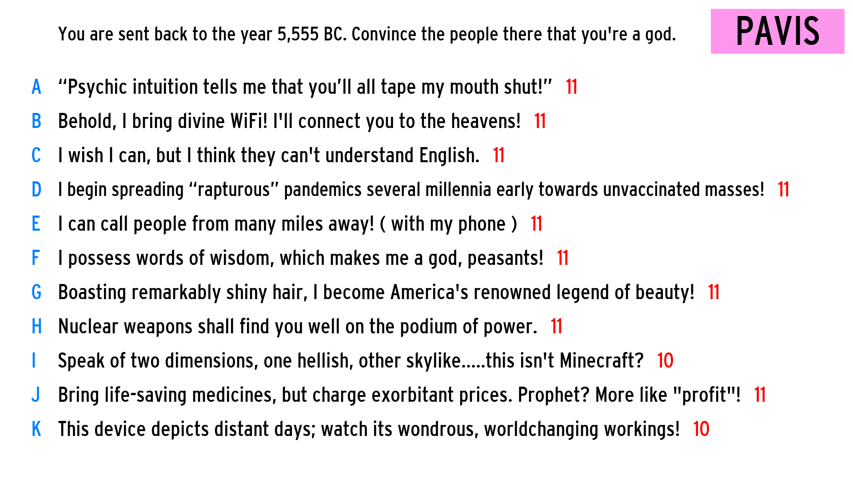 You are sent back to the year 5,555 BC. Convince the people there that you're a god.
PAVIS
A “Psychic intuition tells me that you’ll all tape my mouth shut!” 11
B Behold, I bring divine WiFi! I'll connect you to the heavens! 11
C I wish I can, but I think they can't understand English. 11
D I begin spreading “rapturous” pandemics several millennia early towards unvaccinated masses! 11
E I can call people from many miles away! ( with my phone ) 11
F I possess words of wisdom, which makes me a god, peasants! 11
G Boasting remarkably shiny hair, I become America's renowned legend of beauty! 11
H Nuclear weapons shall find you well on the podium of power. 11
I Speak of two dimensions, one hellish, other skylike.....this isn't Minecraft? 10
J Bring life-saving medicines, but charge exorbitant prices. Prophet? More like "profit"! 11
K This device depicts distant days; watch its wondrous, worldchanging workings! 10